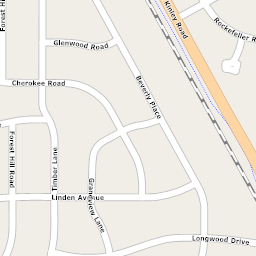 Forest Hi
Kinley Road
Rockefeller R
Glenwood Road
Cherokee Road
Beverly Place
Forest Hill Road
Timber Lane
Grandview Lane
Linden Avenue
Longwood Drive